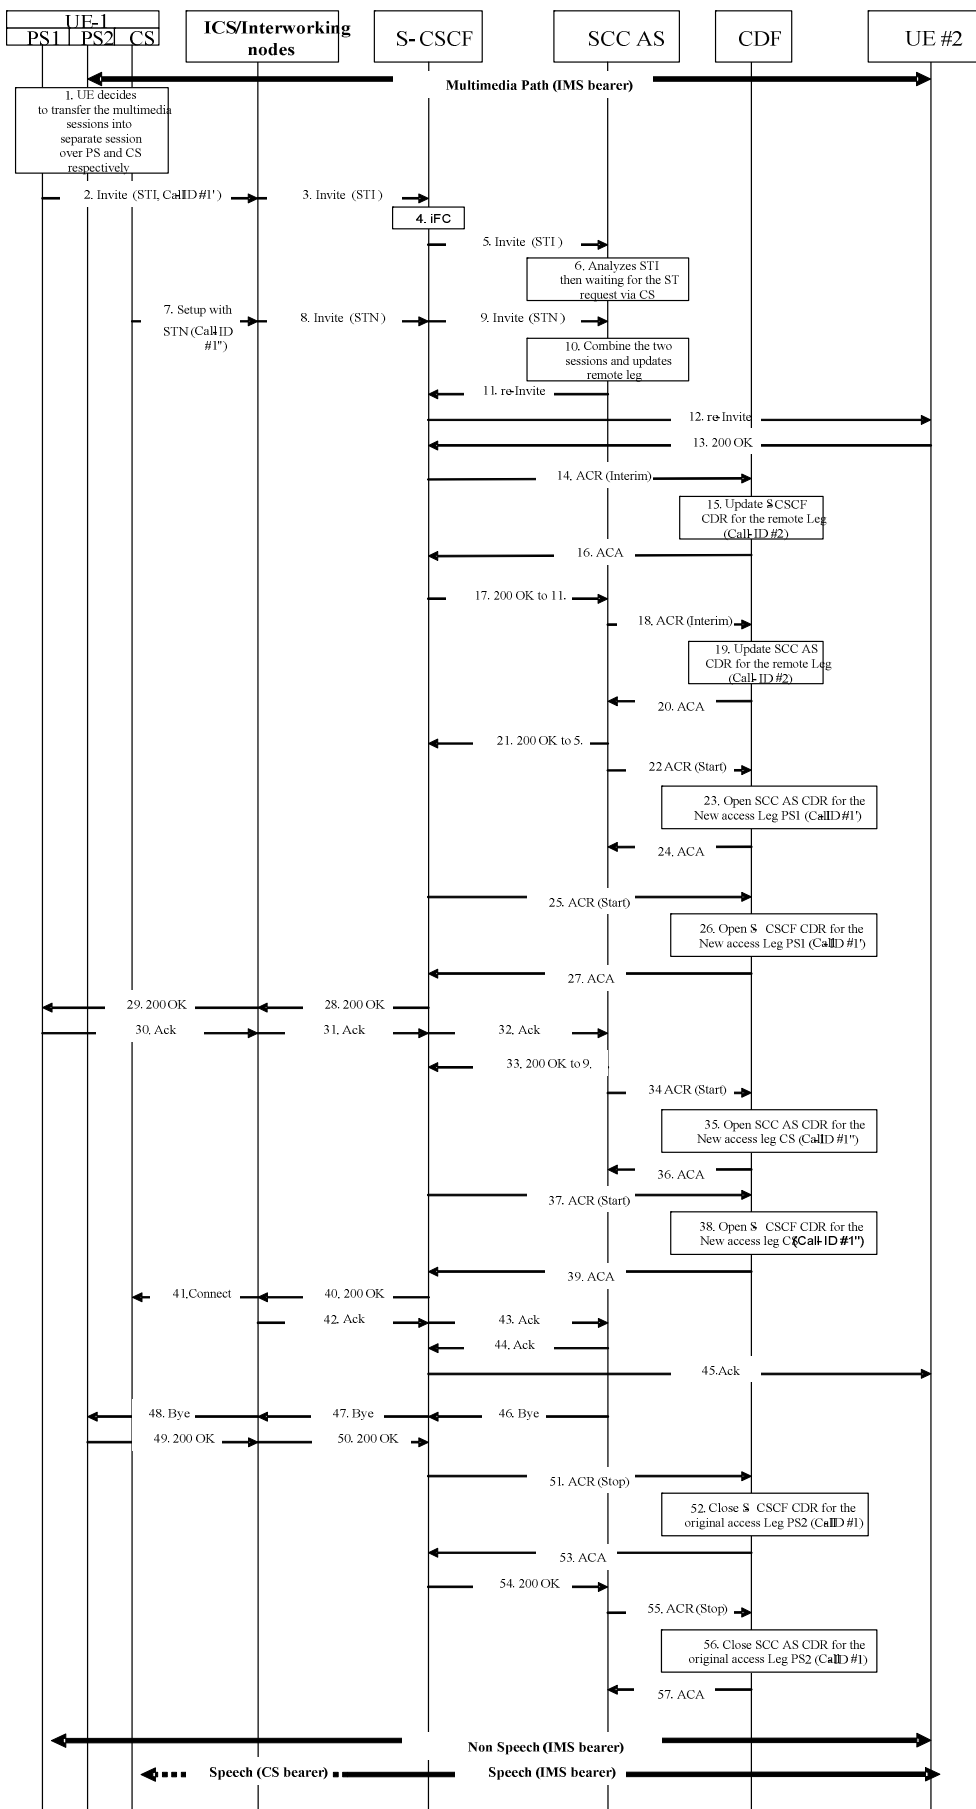 UE-1
PS1 PS2 CS
ICS/Interworking
nodes
S-CSCF
SCC AS
CDF
UE #2
Multimedia Path (IMS bearer)
1. UE decides
to transfer the multimedia
sessions into
separate session
over PS and CS
respectively
2. Invite (STI, Call-ID #1')
3. Invite (STI)
4. iFC
5. Invite (STI)
6. Analyzes STI
then waiting for the ST
request via CS
7. Setup with
STN (Call-ID
#1'')
8. Invite (STN)
9. Invite (STN)
10. Combine the two
sessions and updates
remote leg
11. re-Invite
12. re-Invite
13. 200 OK
14. ACR (Interim)
15. Update S-CSCF
CDR for the remote Leg
(Call-ID #2)
16. ACA
17. 200 OK to 11.
18. ACR (Interim)
19. Update SCC AS
CDR for the remote Leg
(Call-ID #2)
20. ACA
21. 200 OK to 5.
22 ACR (Start)
23. Open SCC AS CDR for the
New access Leg PS1 (Call-ID #1')
24. ACA
25. ACR (Start)
26. Open S- CSCF CDR for the
New access Leg PS1 (Call-ID #1')
27. ACA
29. 200 OK
28. 200 OK
30. Ack
31. Ack
32. Ack
33. 200 OK to 9.
34 ACR (Start)
35. Open SCC AS CDR for the
New access leg CS (Call-ID #1'')
36. ACA
37. ACR (Start)
38. Open S- CSCF CDR for the
New access leg CS (Call-ID #1'')
39. ACA
41.Connect
40. 200 OK
42. Ack
43. Ack
44. Ack
45.Ack
48. Bye
47. Bye
46. Bye
49. 200 OK
50. 200 OK
51. ACR (Stop)
52. Close S- CSCF CDR for the
original access Leg PS2 (Call-ID #1)
53. ACA
54. 200 OK
55. ACR (Stop)
56. Close SCC AS CDR for the
original access Leg PS2 (Call-ID #1)
57. ACA
Non Speech (IMS bearer)
Speech (CS bearer)
Speech (IMS bearer)